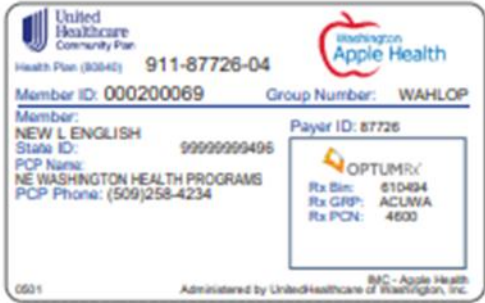 United
Healthcare
Community Plan
Washington
Apple Health
Health Plan (80840) 911-87726-04
Member ID: 000200069 Group Number: WAHLOP
Member:
NEW L ENGLISH
State ID: 99999999496
PCP Name:
NE WASHINGTON HEALTH PROGRAMS
PCP Phone: (509)258-4234
Payer ID: 87726
OPTUMRx
Rx Bin: 610494
Rx GRP: ACUWA
Rx PCN: 4600
0501
IMC - Apple Health
Administered by UnitedHealthcare of Washington, Inc.